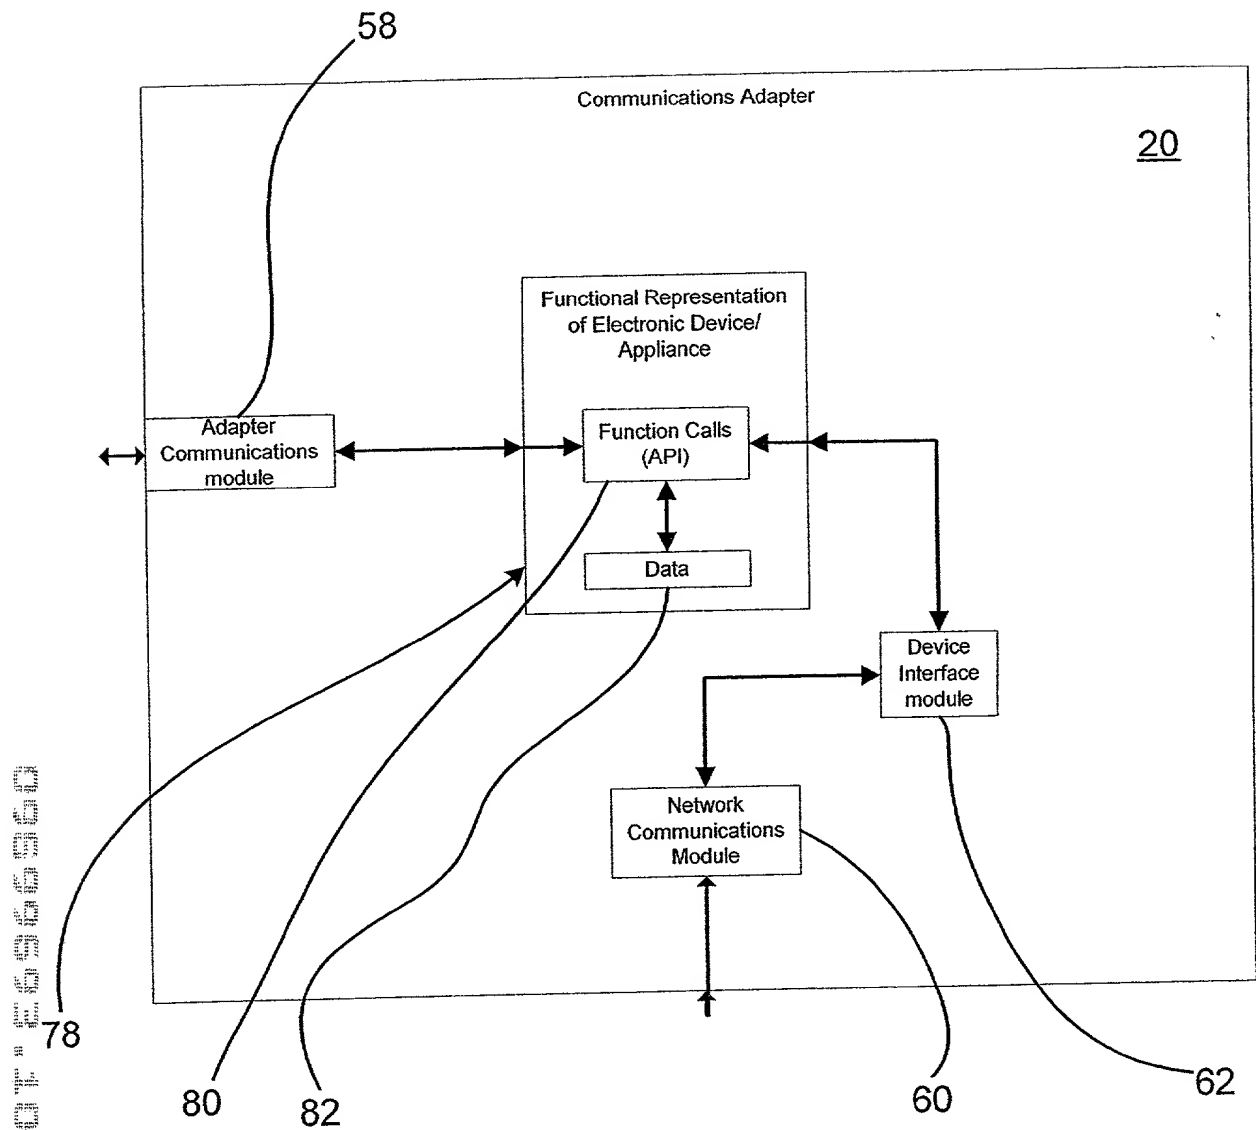 58
Communications Adapter
20
Functional Representation
of Electronic Device/
Appliance
Adapter
Communications
module
Function Calls
(API)
Data
Device
Interface
module
Network
Communications
Module
78
80
82
60
62